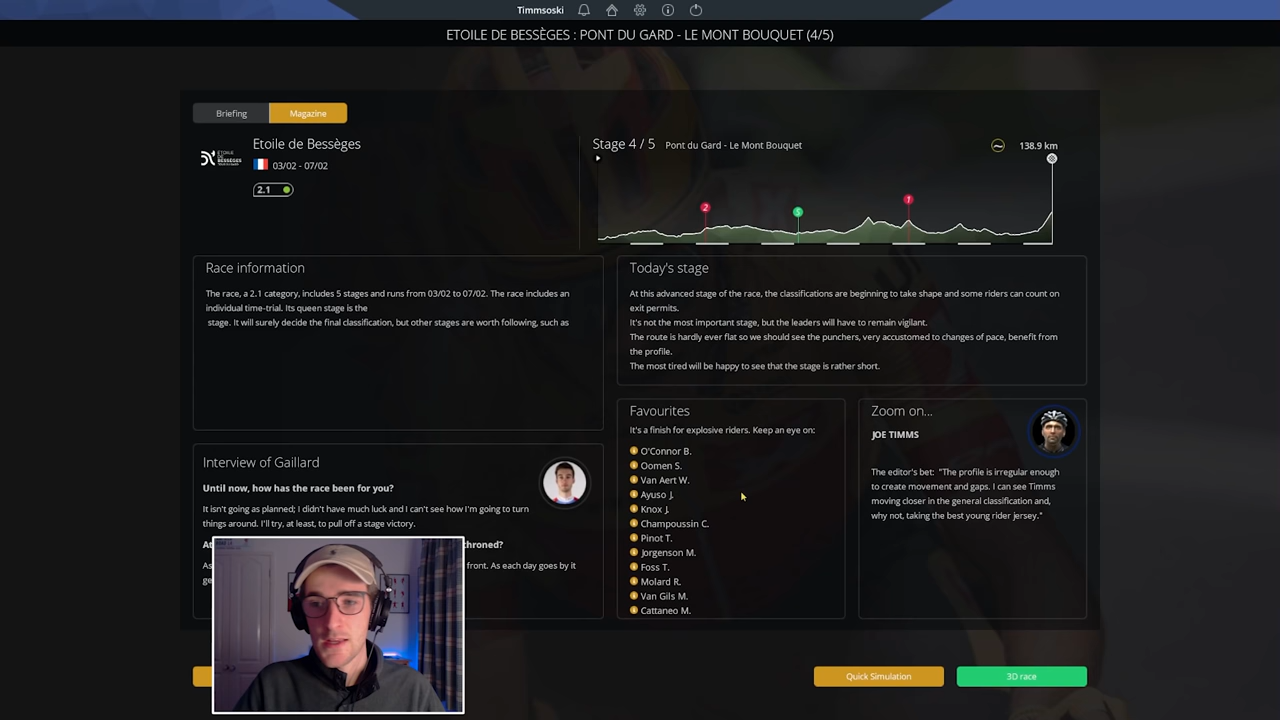 Timmsoski
ETOILE DE BESSÈGES : PONT DU GARD - LE MONT BOUQUET (4/5)
Briefing
Magazine
Etoile de Bessèges
03/02 - 07/02
2.1
Stage 4 / 5
Pont du Gard - Le Mont Bouquet
138.9 km
2
S
1
Race information
The race, a 2.1 category, includes 5 stages and runs from 03/02 to 07/02. The race includes an
individual time-trial. Its queen stage is the
stage. It will surely decide the final classification, but other stages are worth following, such as
Today's stage
At this advanced stage of the race, the classifications are beginning to take shape and some riders can count on
exit permits.
It's not the most important stage, but the leaders will have to remain vigilant.
The route is hardly ever flat so we should see the punchers, very accustomed to changes of pace, benefit from
the profile.
The most tired will be happy to see that the stage is rather short.
Interview of Gaillard
Until now, how has the race been for you?
It isn't going as planned; I didn't have much luck and I can't see how I'm going to turn
things around. I'll try, at least, to pull off a stage victory.
throned?
front. As each day goes by it
Favourites
It's a finish for explosive riders. Keep an eye on:
O'Connor B.
Oomen S.
Van Aert W.
Ayuso J.
Knox J.
Champoussin C.
Pinot T.
Jorgenson M.
Foss T.
Molard R.
Van Gils M.
Cattaneo M.
Zoom on...
JOE TIMMS
The editor's bet: "The profile is irregular enough
to create movement and gaps. I can see Timms
moving closer in the general classification and,
why not, taking the best young rider jersey."
Quick Simulation
3D race